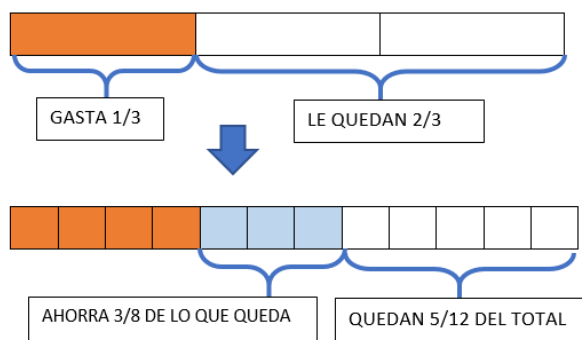 GASTA 1/3
LE QUEDAN 2/3
AHORRA 3/8 DE LO QUE QUEDA
QUEDAN 5/12 DEL TOTAL